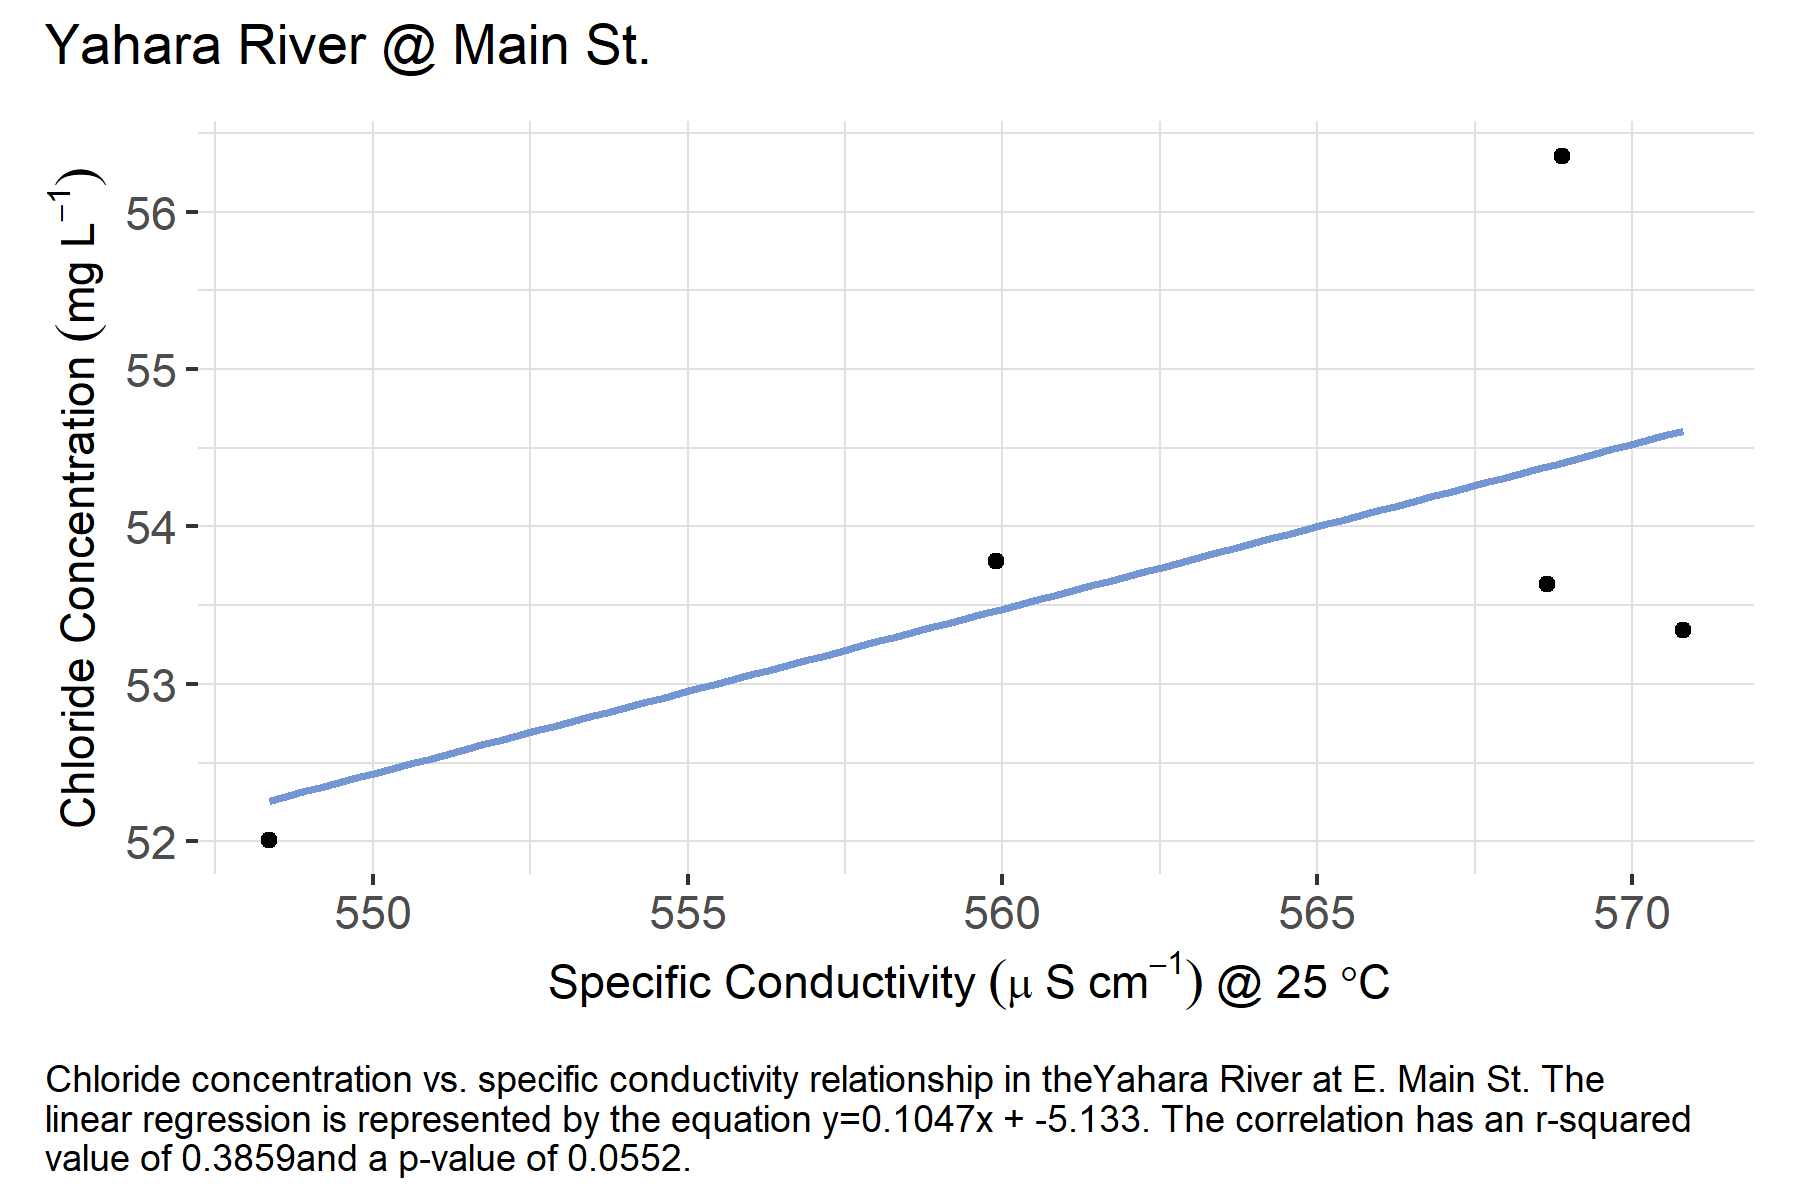 Yahara River @ Main St.
Chloride Concentration (mg L⁻¹)
56
55
54
53
52
550 555 560 565 570
Specific Conductivity (μ S cm⁻¹) @ 25 °C
Chloride concentration vs. specific conductivity relationship in theYahara River at E. Main St. The
linear regression is represented by the equation y=0.1047x + -5.133. The correlation has an r-squared
value of 0.3859and a p-value of 0.0552.